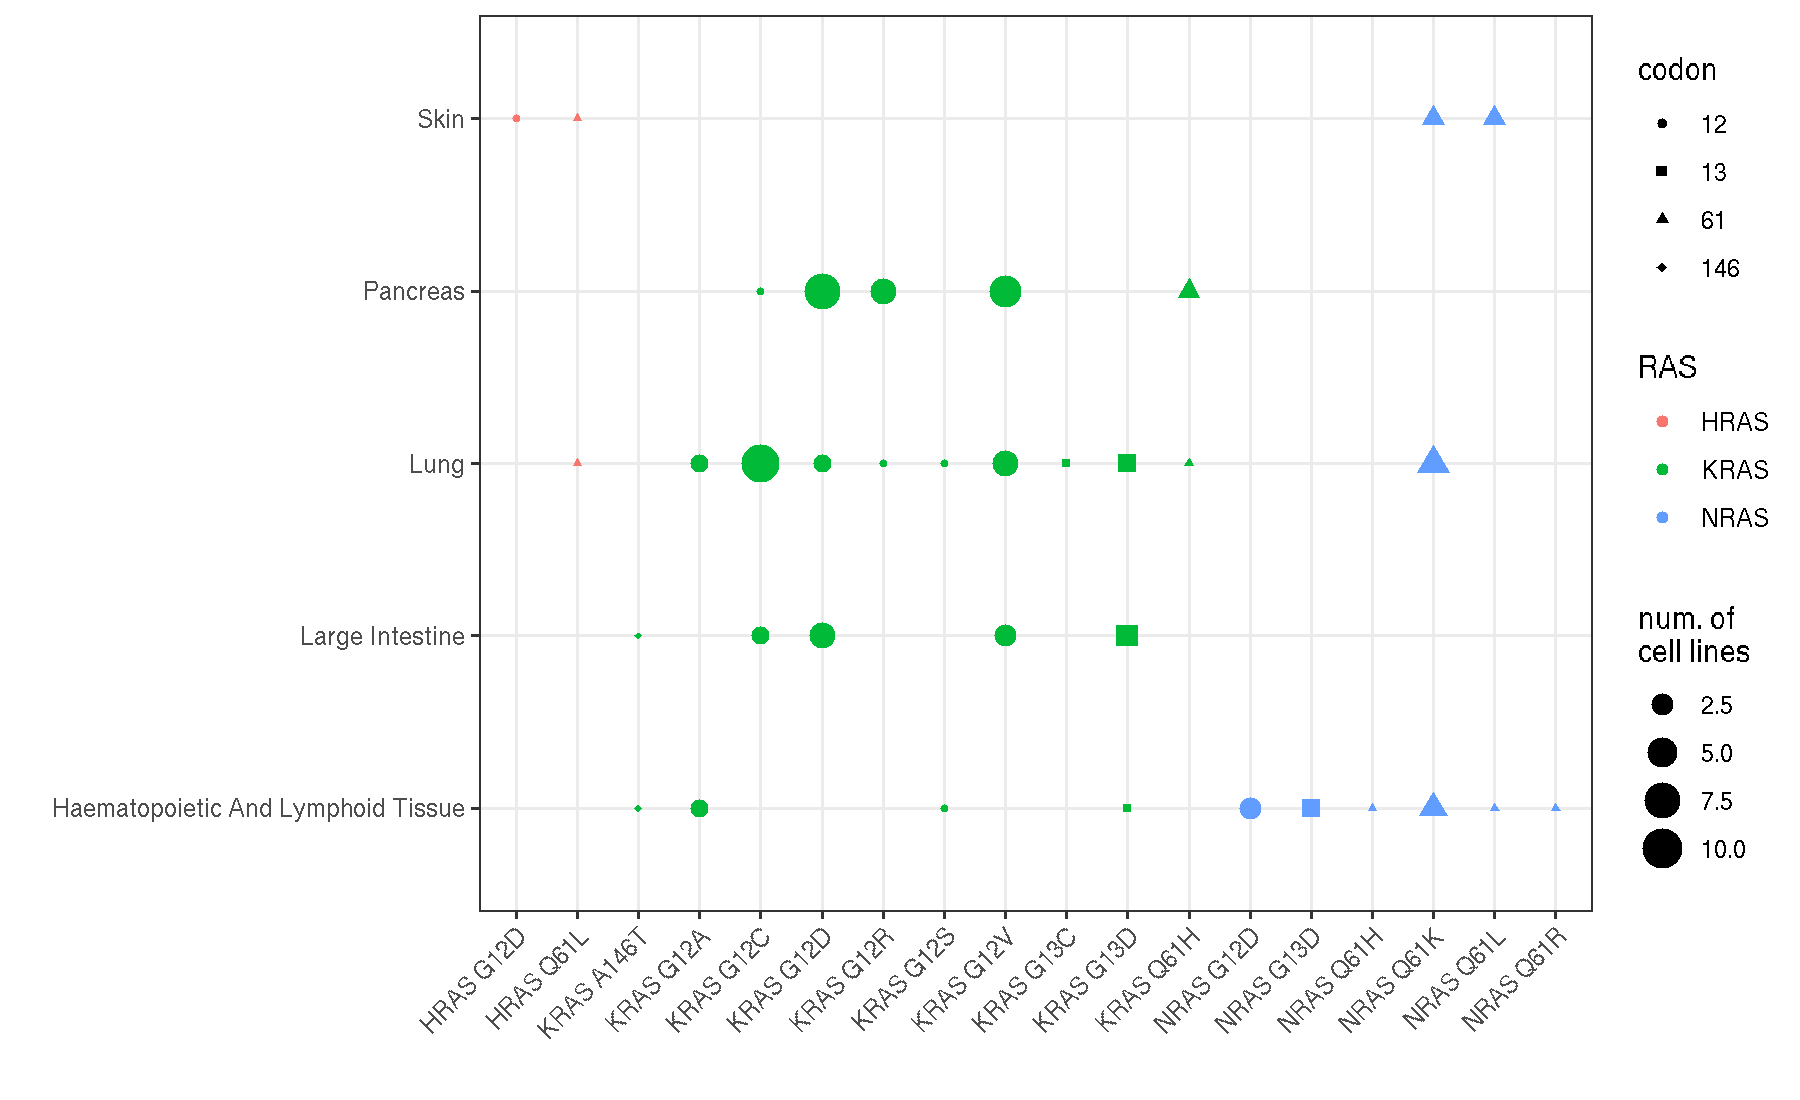 Skin
Pancreas
Lung
Large Intestine
Haematopoietic And Lymphoid Tissue
HRAS G12D
HRAS Q61L
KRAS A146T
KRAS G12A
KRAS G12C
KRAS G12D
KRAS G12R
KRAS G12S
KRAS G12V
KRAS G13C
KRAS G13D
KRAS Q61H
NRAS G12D
NRAS G13D
NRAS Q61H
NRAS Q61K
NRAS Q61L
NRAS Q61R
codon
12
13
61
146
RAS
HRAS
KRAS
NRAS
num. of
cell lines
2.5
5.0
7.5
10.0